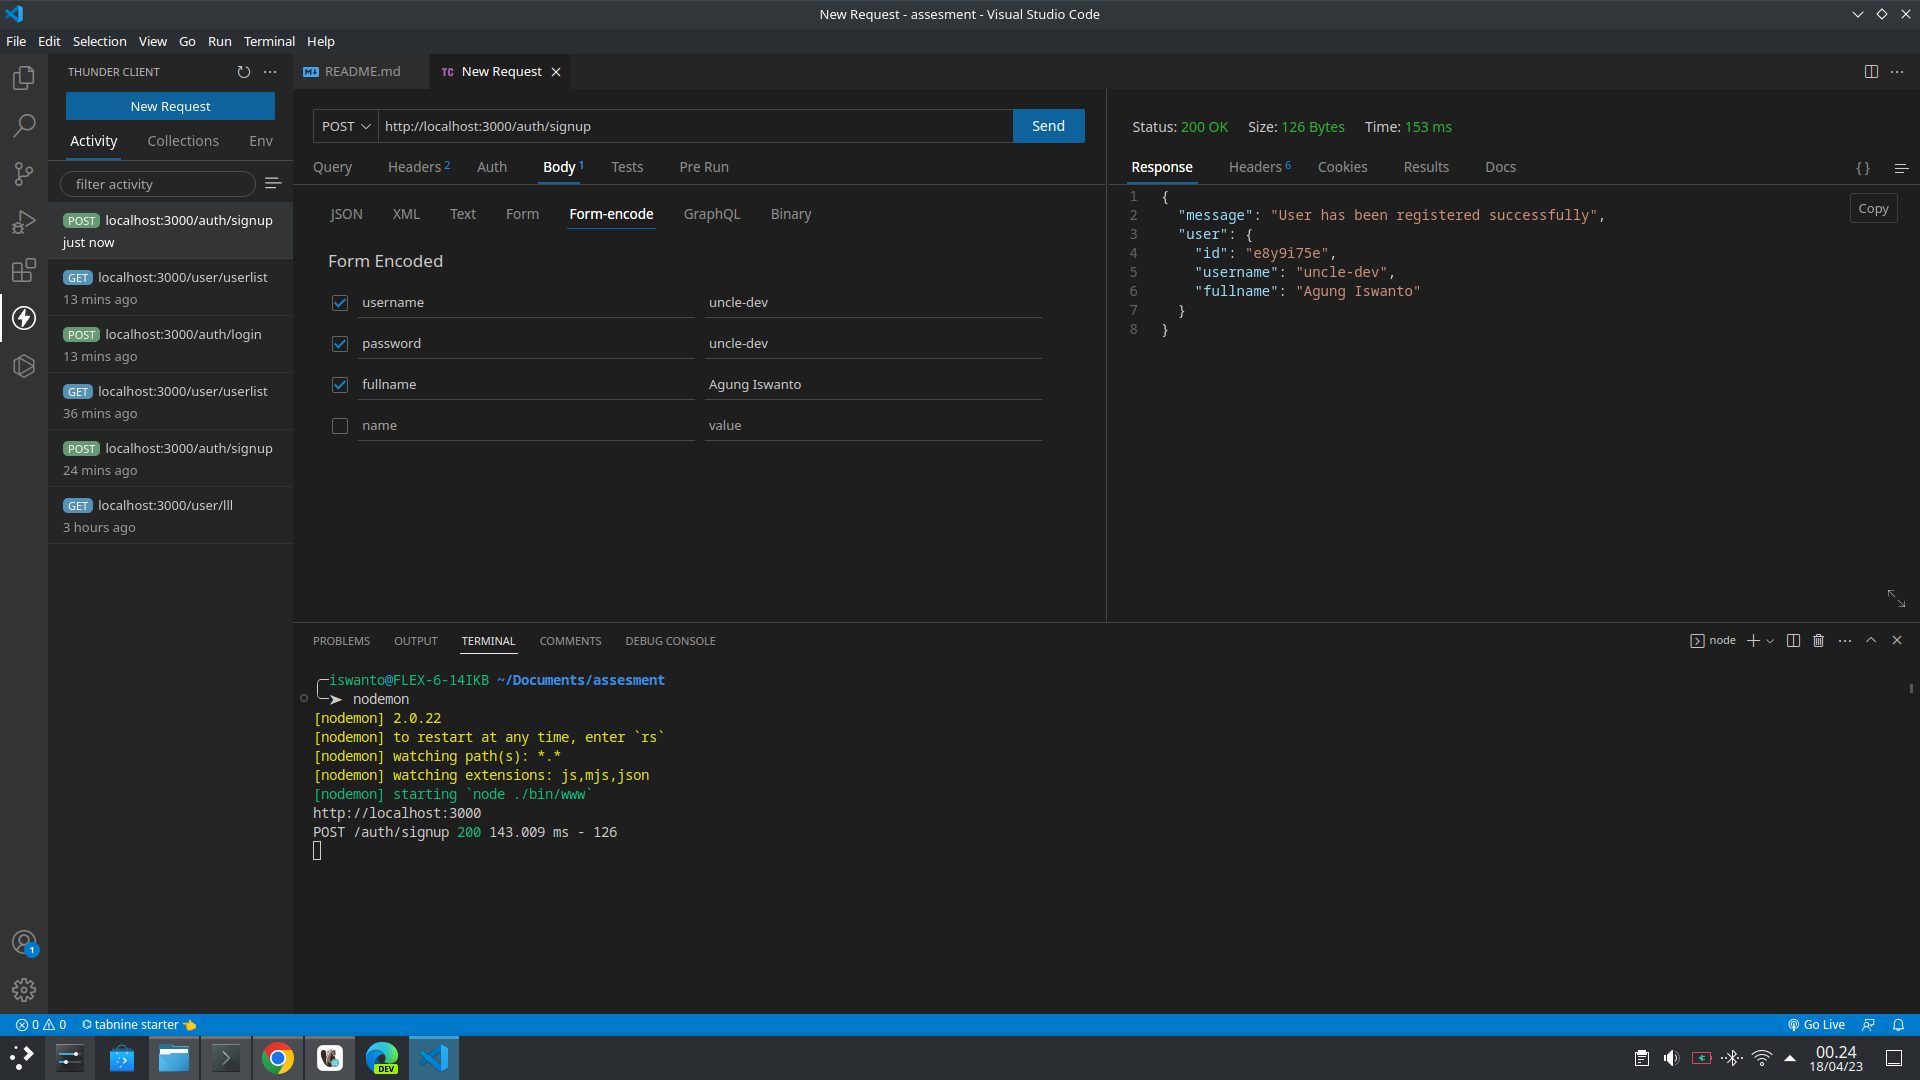 New Request - assesment - Visual Studio Code
File Edit Selection View Go Run Terminal Help
THUNDER CLIENT
New Request
Activity Collections Env
filter activity
POST localhost:3000/auth/signup
just now
GET localhost:3000/user/userlist
13 mins ago
POST localhost:3000/auth/login
13 mins ago
GET localhost:3000/user/userlist
36 mins ago
POST localhost:3000/auth/signup
24 mins ago
GET localhost:3000/user/lll
3 hours ago
README.md
TC New Request
POST http://localhost:3000/auth/signup Send
Query Headers 2 Auth Body 1 Tests Pre Run
JSON XML Text Form Form-encode GraphQL Binary
Form Encoded
username uncle-dev
password uncle-dev
fullname Agung Iswanto
name value
Status: 200 OK Size: 126 Bytes Time: 153 ms
Response Headers 6 Cookies Results Docs { }
Copy
1 {
2 "message": "User has been registered successfully",
3 "user": {
4 "id": "e8y9i75e",
5 "username": "uncle-dev",
6 "fullname": "Agung Iswanto"
7 }
8 }
PROBLEMS OUTPUT TERMINAL COMMENTS DEBUG CONSOLE
node
iswanto@FLEX-6-14IKB ~/Documents/assesment
nodemon
[nodemon] 2.0.22
[nodemon] to restart at any time, enter `rs`
[nodemon] watching path(s): *.*
[nodemon] watching extensions: js,mjs,json
[nodemon] starting `node ./bin/www`
http://localhost:3000
POST /auth/signup 200 143.009 ms - 126
1
0 0 tabnine starter
Go Live
DEV
00.24
18/04/23